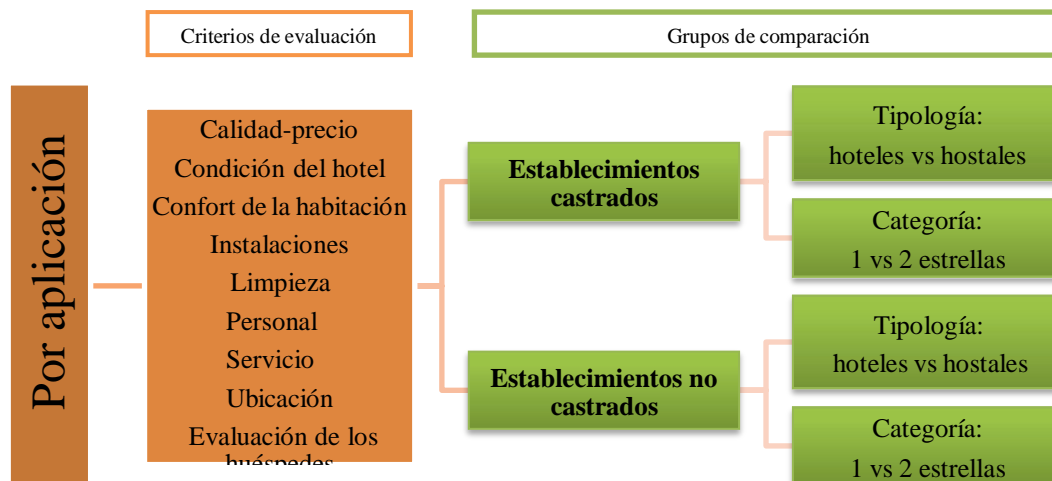 Criterios de evaluación
Grupos de comparación
Por aplicación
Calidad-precio
Condición del hotel
Confort de la habitación
Instalaciones
Limpieza
Personal
Servicio
Ubicación
Evaluación de los
huéspedes
Establecimientos
castrados
Tipología:
hoteles vs hostales
Categoría:
1 vs 2 estrellas
Establecimientos no
castrados
Tipología:
hoteles vs hostales
Categoría:
1 vs 2 estrellas